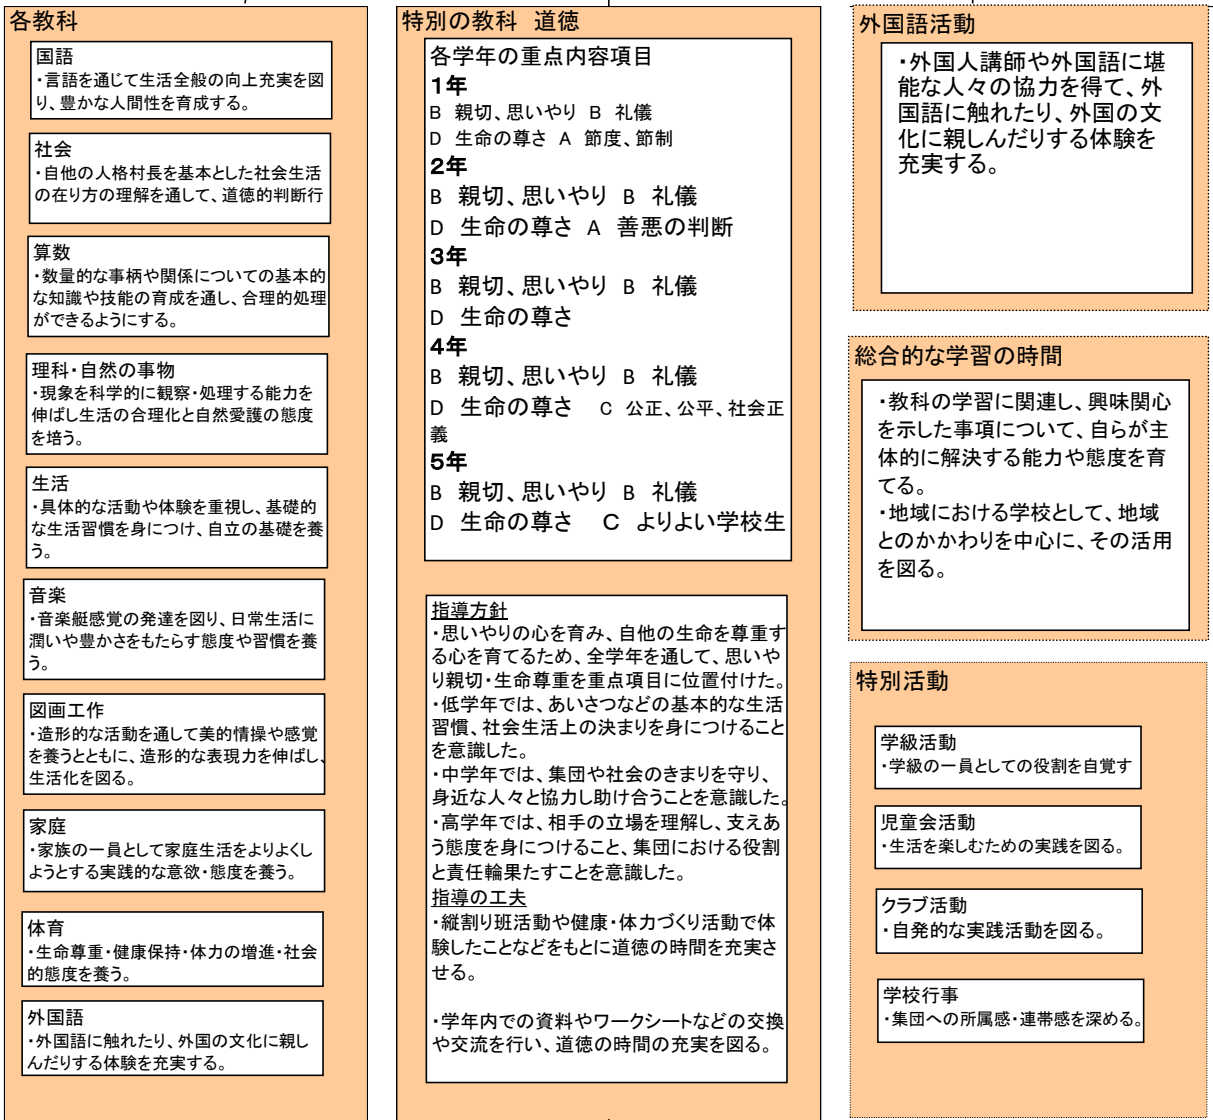 各教科
国語
・言語を通じて生活全般の向上充実を図
り、豊かな人間性を育成する。
社会
・自他の人格村長を基本とした社会生活
の在り方の理解を通して、道徳的判断行
算数
・数量的な事柄や関係についての基本的
な知識や技能の育成を通し、合理的処理
ができるようにする。
理科・自然の事物
・現象を科学的に観察・処理する能力を
伸ばし生活の合理化と自然愛護の態度
を培う。
生活
・具体的な活動や体験を重視し、基礎的
な生活習慣を身につけ、自立の基礎を養
う。
音楽
・音楽艇感覚の発達を図り、日常生活に
潤いや豊かさをもたらす態度や習慣を養
う。
図画工作
・造形的な活動を通して美的情操や感覚
を養うとともに、造形的な表現力を伸ばし、
生活化を図る。
家庭
・家族の一員として家庭生活をよりよくし
ようとする実践的な意欲・態度を養う。
体育
・生命尊重・健康保持・体力の増進・社会
的態度を養う。
外国語
・外国語に触れたり、外国の文化に親し
んだりする体験を充実する。
特別の教科 道徳
各学年の重点内容項目
1年
B 親切、思いやり B 礼儀
D 生命の尊さ A 節度、節制
2年
B 親切、思いやり B 礼儀
D 生命の尊さ A 善悪の判断
3年
B 親切、思いやり B 礼儀
D 生命の尊さ
4年
B 親切、思いやり B 礼儀
D 生命の尊さ C 公正、公平、社会正
義
5年
B 親切、思いやり B 礼儀
D 生命の尊さ C よりよい学校生
指導方針
・思いやりの心を育み、自他の生命を尊重す
る心を育てるため、全学年を通して、思いや
り親切・生命尊重を重点項目に位置付けた。
・低学年では、あいさつなどの基本的な生活
習慣、社会生活上の決まりを身につけること
を意識した。
・中学年では、集団や社会のきまりを守り、
身近な人々と協力し助け合うことを意識した。
・高学年では、相手の立場を理解し、支えあ
う態度を身につけること、集団における役割
と責任輪果たすことを意識した。
指導の工夫
・縦割り班活動や健康・体力づくり活動で体
験したことなどをもとに道徳の時間を充実さ
せる。
・学年内での資料やワークシートなどの交換
や交流を行い、道徳の時間の充実を図る。
外国語活動
・外国人講師や外国語に堪
能な人々の協力を得て、外
国語に触れたり、外国の文
化に親しんだりする体験を
充実する。
総合的な学習の時間
・教科の学習に関連し、興味関心
を示した事項について、自らが主
体的に解決する能力や態度を育
てる。
・地域における学校として、地域
とのかかわりを中心に、その活用
を図る。
特別活動
学級活動
・学級の一員としての役割を自覚す
児童会活動
・生活を楽しむための実践を図る。
クラブ活動
・自発的な実践活動を図る。
学校行事
・集団への所属感・連帯感を深める。